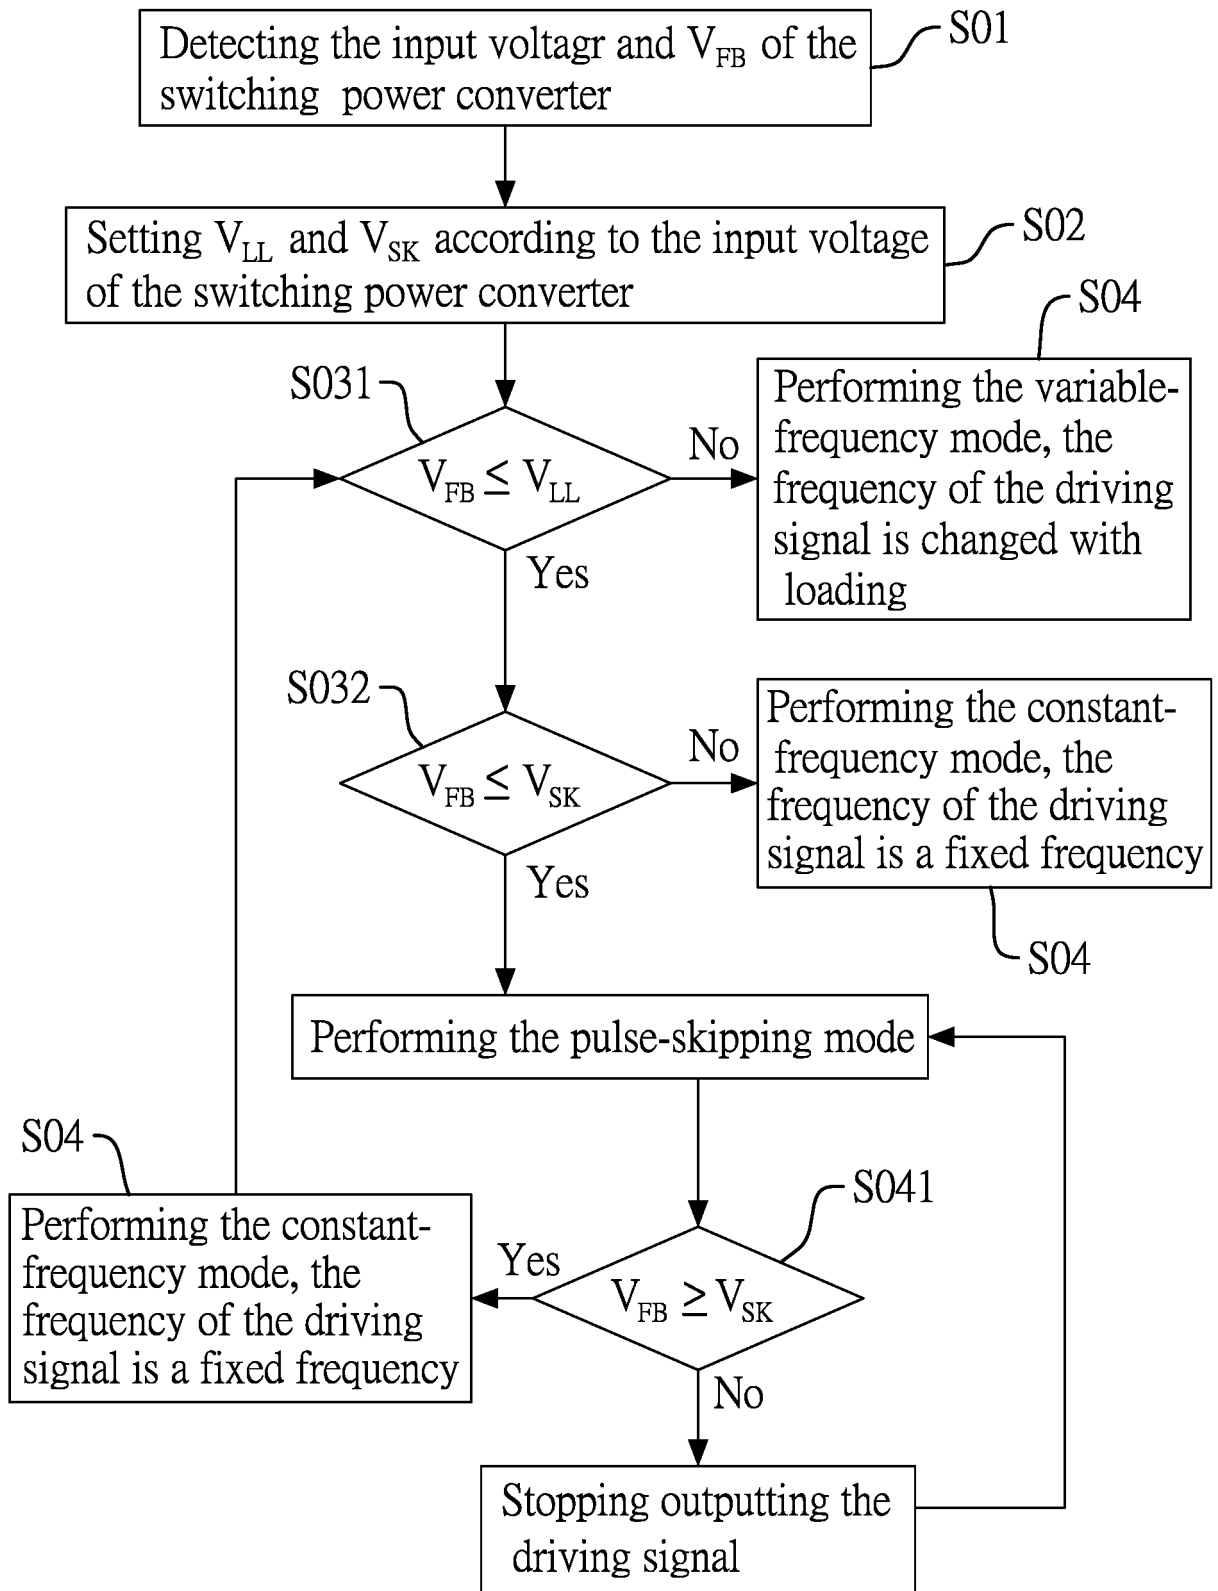 Detecting the input voltagr and V_FB of the
switching power converter
S01
Setting V_LL and V_SK according to the input voltage
of the switching power converter
S02
S04
Performing the variable-
frequency mode, the
frequency of the driving
signal is changed with
loading
S031
V_FB ≤ V_LL
No
Yes
S032
V_FB ≤ V_SK
No
Yes
Performing the constant-
frequency mode, the
frequency of the driving
signal is a fixed frequency
S04
Performing the pulse-skipping mode
S04
Performing the constant-
frequency mode, the
frequency of the driving
signal is a fixed frequency
S041
Yes
V_FB ≥ V_SK
No
Stopping outputting the
driving signal